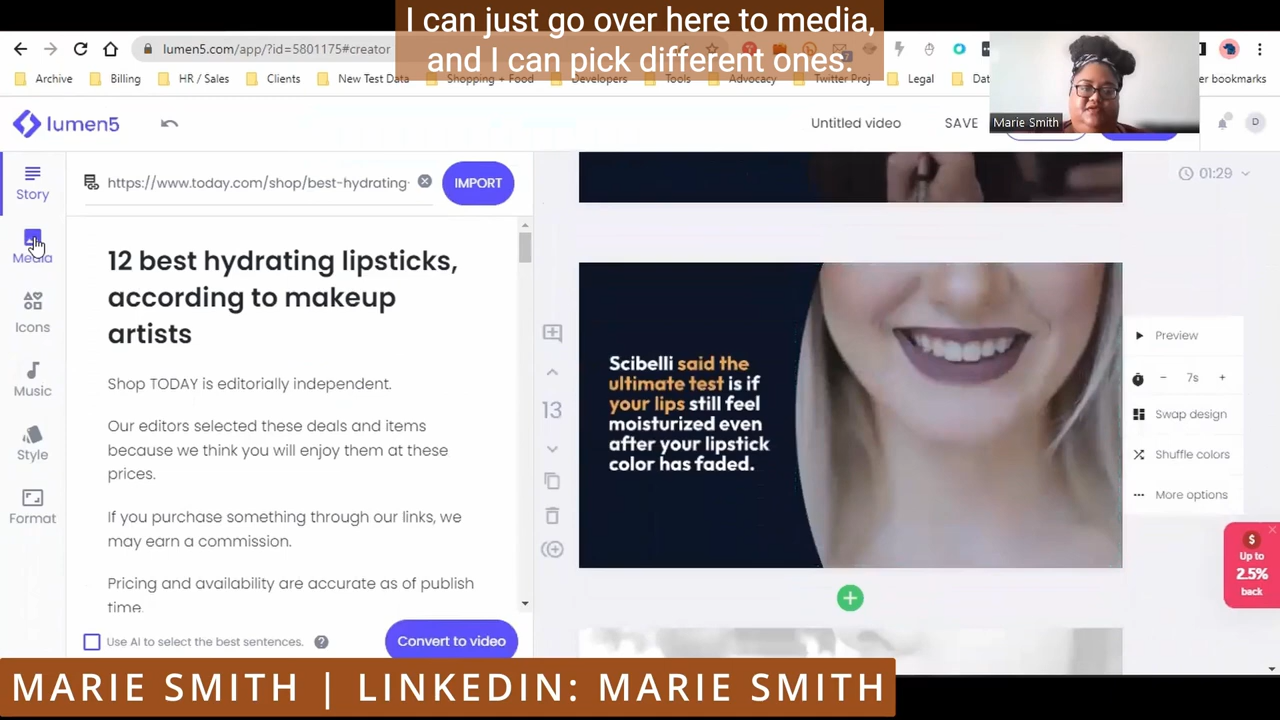 I can just go over here to media,
and I can pick different ones.
lumen5.com/app/?id=5801175#creator
Archive
Billing
HR / Sales
Clients
New Test Data
Shopping + Food
Developers
Tools
Advocacy
Twitter Proj
Legal
Dat
er bookmarks
lumen5
Untitled video
SAVE
Marie Smith
D
Story
Media
Icons
Music
Style
Format
https://www.today.com/shop/best-hydrating-
IMPORT
12 best hydrating lipsticks,
according to makeup
artists
Shop TODAY is editorially independent.
Our editors selected these deals and items
because we think you will enjoy them at these
prices.
If you purchase something through our links, we
may earn a commission.
Pricing and availability are accurate as of publish
time.
Use AI to select the best sentences.
?
Convert to video
13
Scibelli said the
ultimate test is if
your lips still feel
moisturized even
after your lipstick
color has faded.
01:29
Preview
− 7s +
Swap design
Shuffle colors
More options
$
Up to
2.5%
back
MARIE SMITH | LINKEDIN: MARIE SMITH